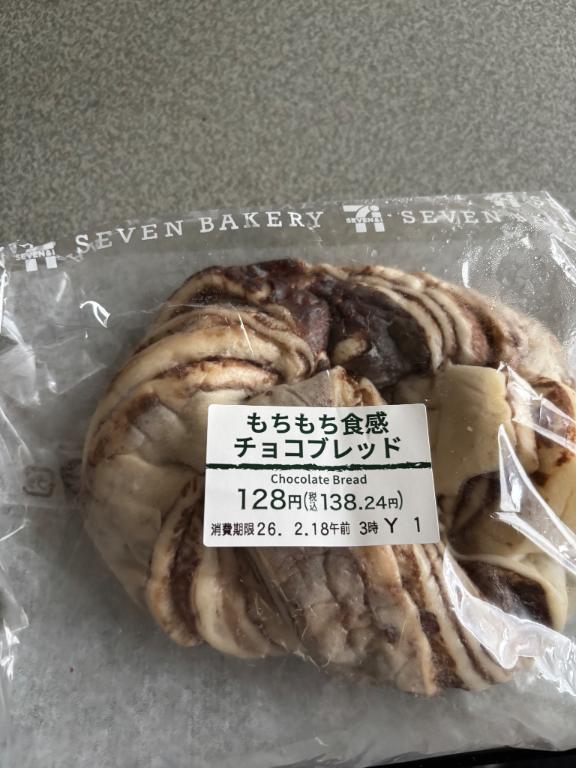 SEVEN BAKERY
SEVEN&i
SEVEN
SEVEN&i
もちもち食感
チョコブレッド
Chocolate Bread
128円(税込138.24円)
消費期限26. 2.18午前 3時 Y 1